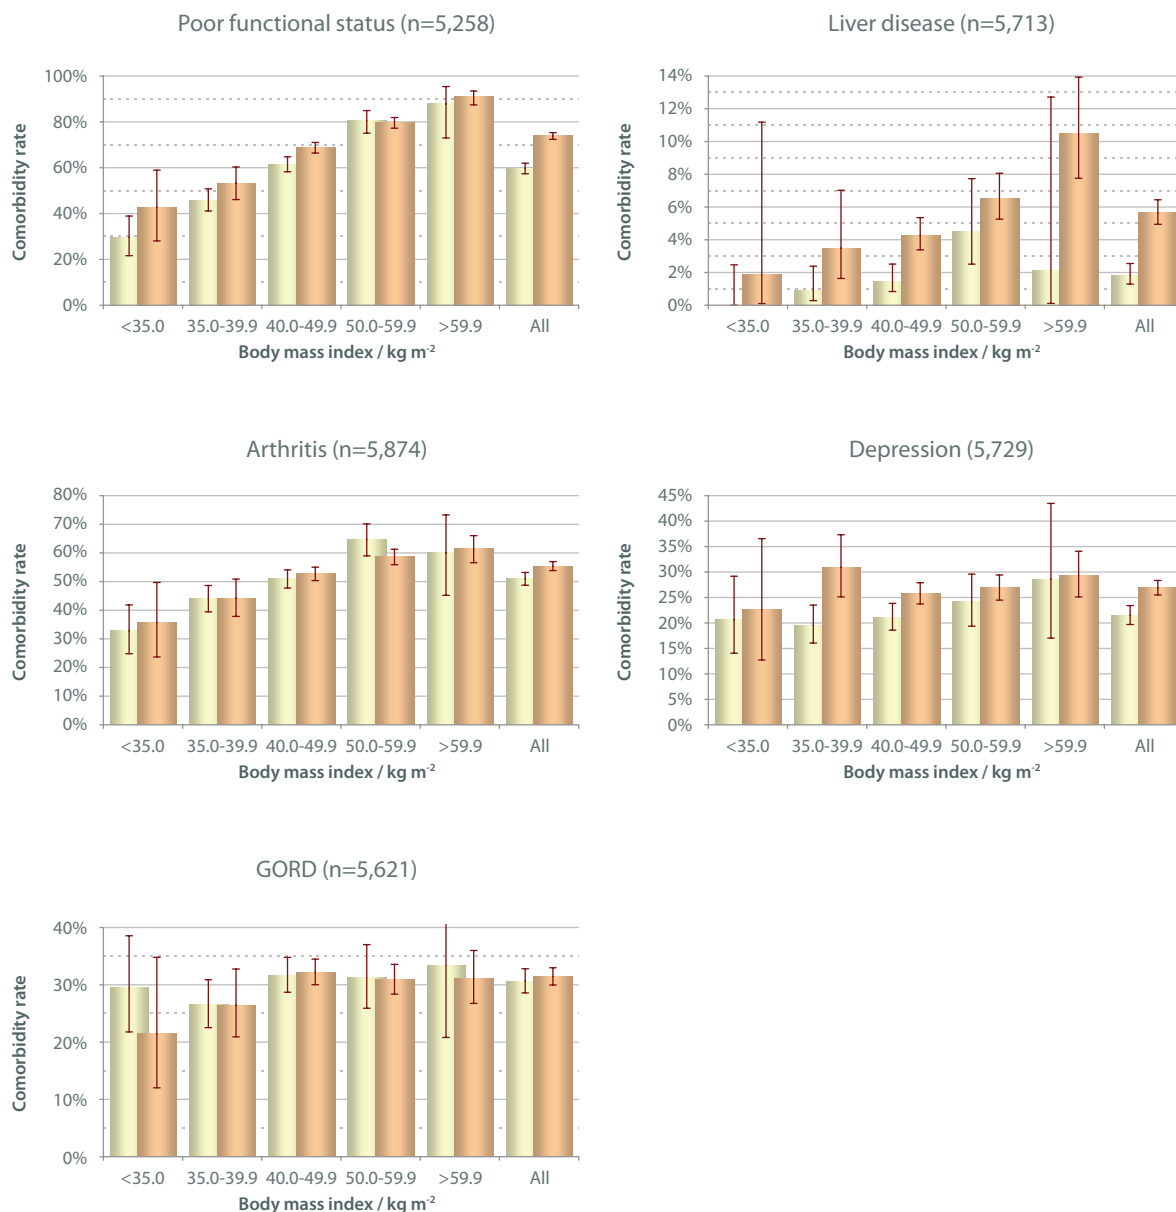 Poor functional status (n=5,258)
Comorbidity rate
100%
80%
60%
40%
20%
0%
<35.0 35.0-39.9 40.0-49.9 50.0-59.9 >59.9 All
Body mass index / kg m⁻²
Liver disease (n=5,713)
Comorbidity rate
14%
12%
10%
8%
6%
4%
2%
0%
<35.0 35.0-39.9 40.0-49.9 50.0-59.9 >59.9 All
Body mass index / kg m⁻²
Arthritis (n=5,874)
Comorbidity rate
80%
70%
60%
50%
40%
30%
20%
10%
0%
<35.0 35.0-39.9 40.0-49.9 50.0-59.9 >59.9 All
Body mass index / kg m⁻²
Depression (5,729)
Comorbidity rate
45%
40%
35%
30%
25%
20%
15%
10%
5%
0%
<35.0 35.0-39.9 40.0-49.9 50.0-59.9 >59.9 All
Body mass index / kg m⁻²
GORD (n=5,621)
Comorbidity rate
40%
30%
20%
10%
0%
<35.0 35.0-39.9 40.0-49.9 50.0-59.9 >59.9 All
Body mass index / kg m⁻²